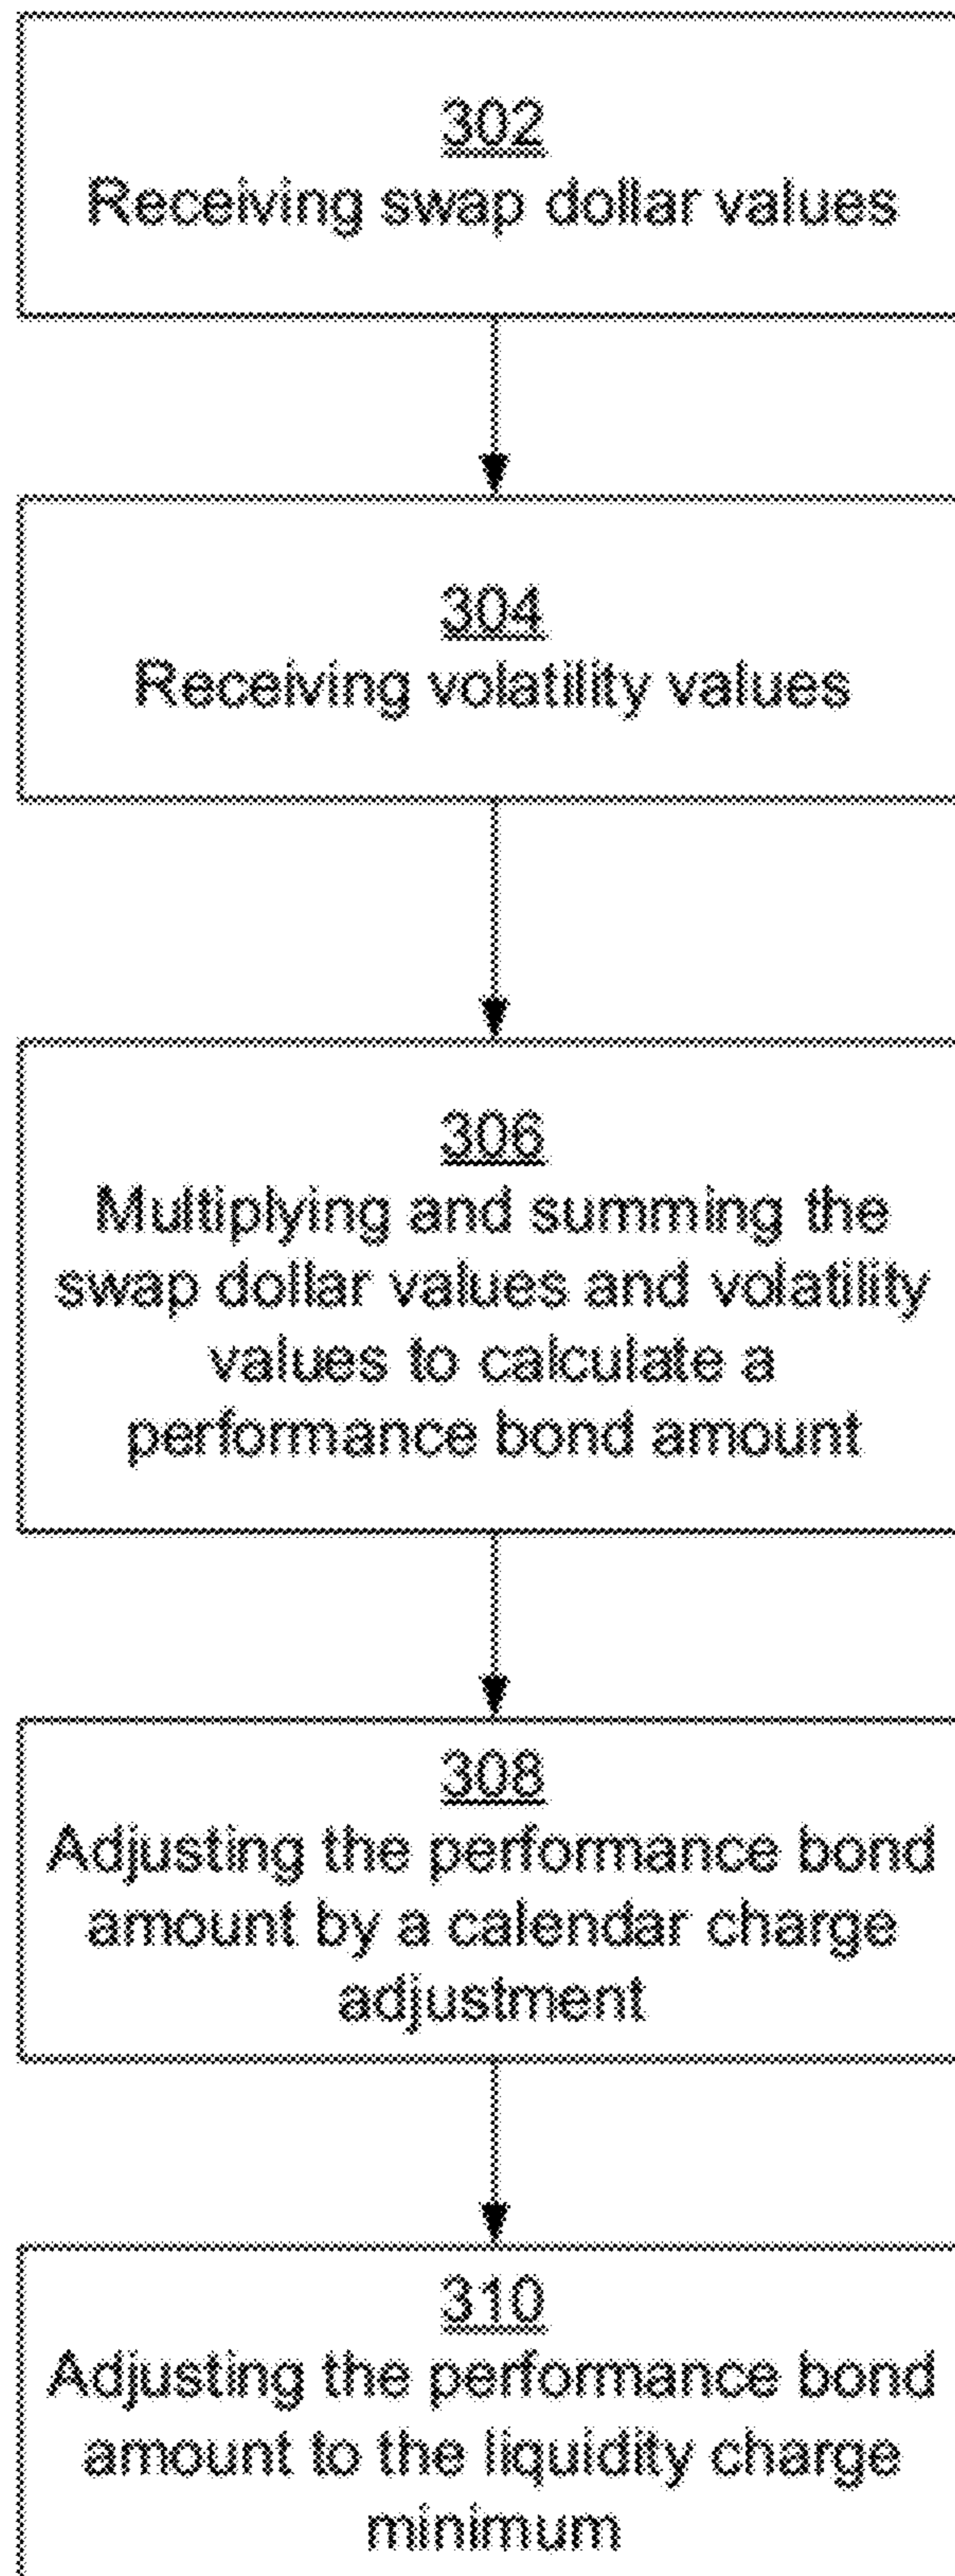 302
Receiving swap dollar values
304
Receiving volatility values
306
Multiplying and summing the
swap dollar values and volatility
values to calculate a
performance bond amount
308
Adjusting the performance bond
amount by a calendar charge
adjustment
310
Adjusting the performance bond
amount to the liquidity charge
minimum